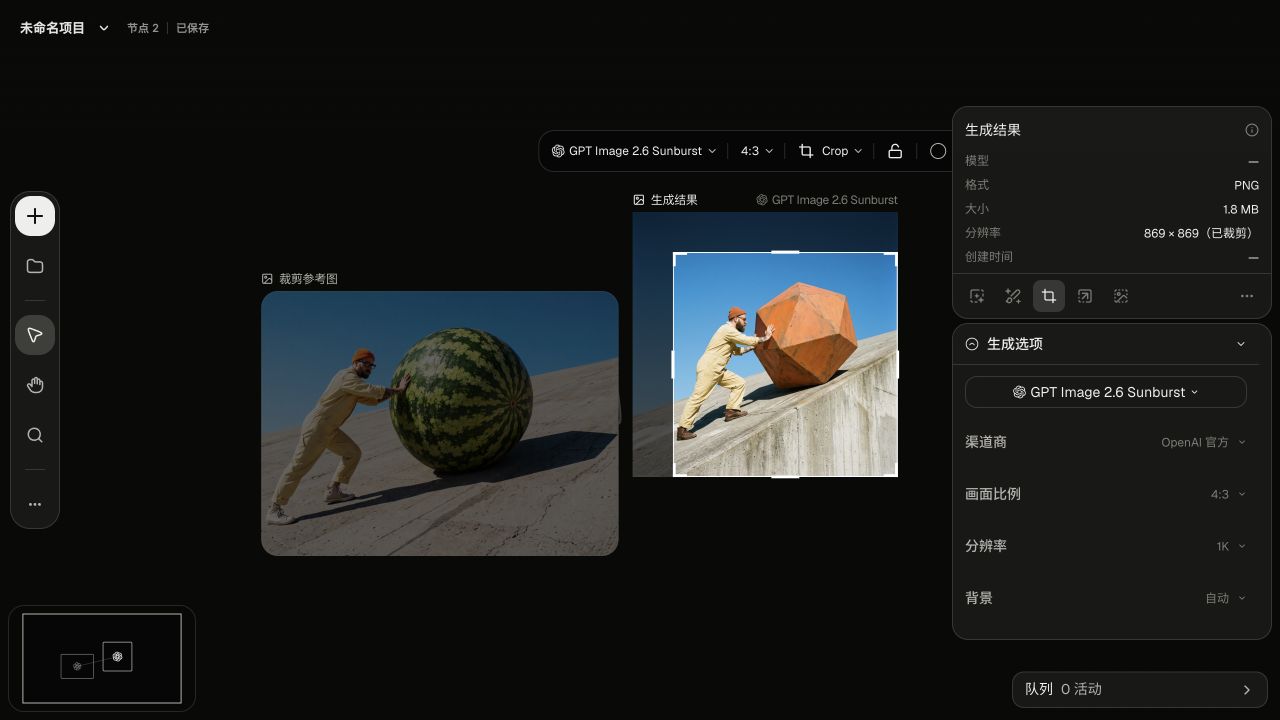 未命名项目
节点 2
已保存
GPT Image 2.6 Sunburst
4:3
Crop
生成结果
GPT Image 2.6 Sunburst
裁剪参考图
生成结果
模型 —
格式 PNG
大小 1.8 MB
分辨率 869 × 869（已裁剪）
创建时间 —
生成选项
GPT Image 2.6 Sunburst
渠道商 OpenAI 官方
画面比例 4:3
分辨率 1K
背景 自动
队列 0 活动